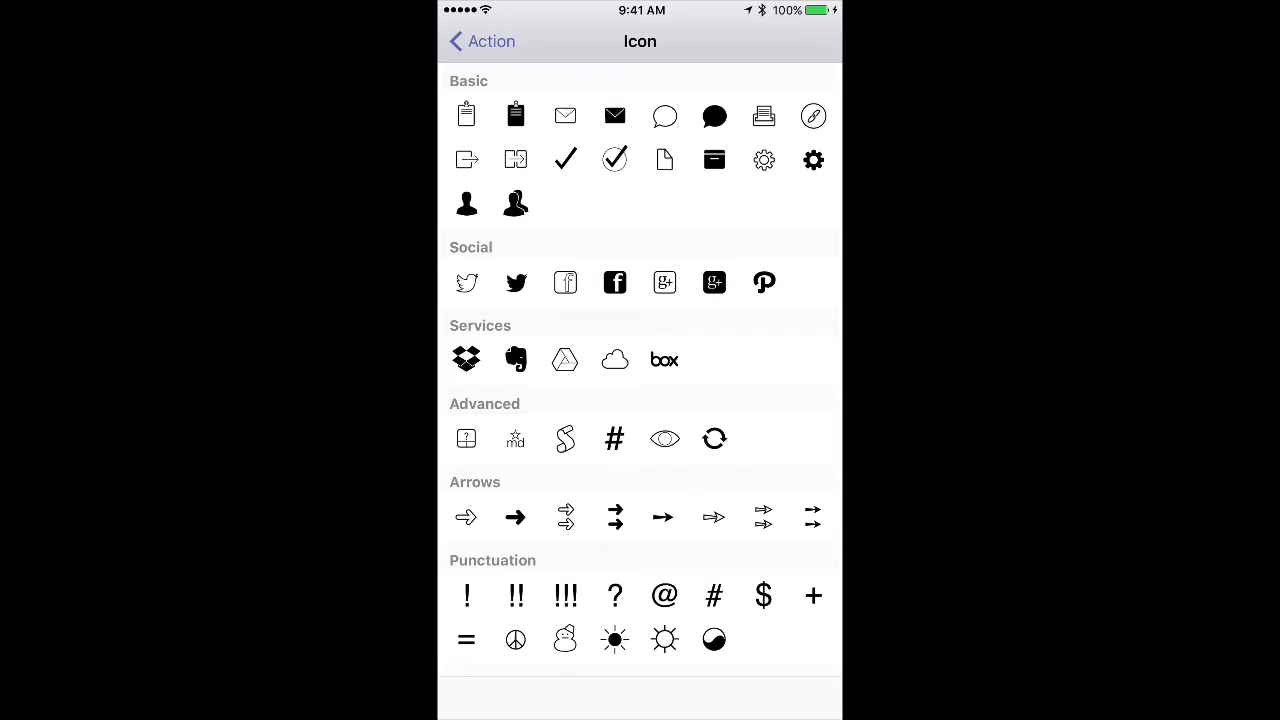 9:41 AM 100%
Action Icon
Basic
Social
f f g+ g+
Services
box
Advanced
? md #
Arrows
Punctuation
! !! !!! ? @ # $ +
=